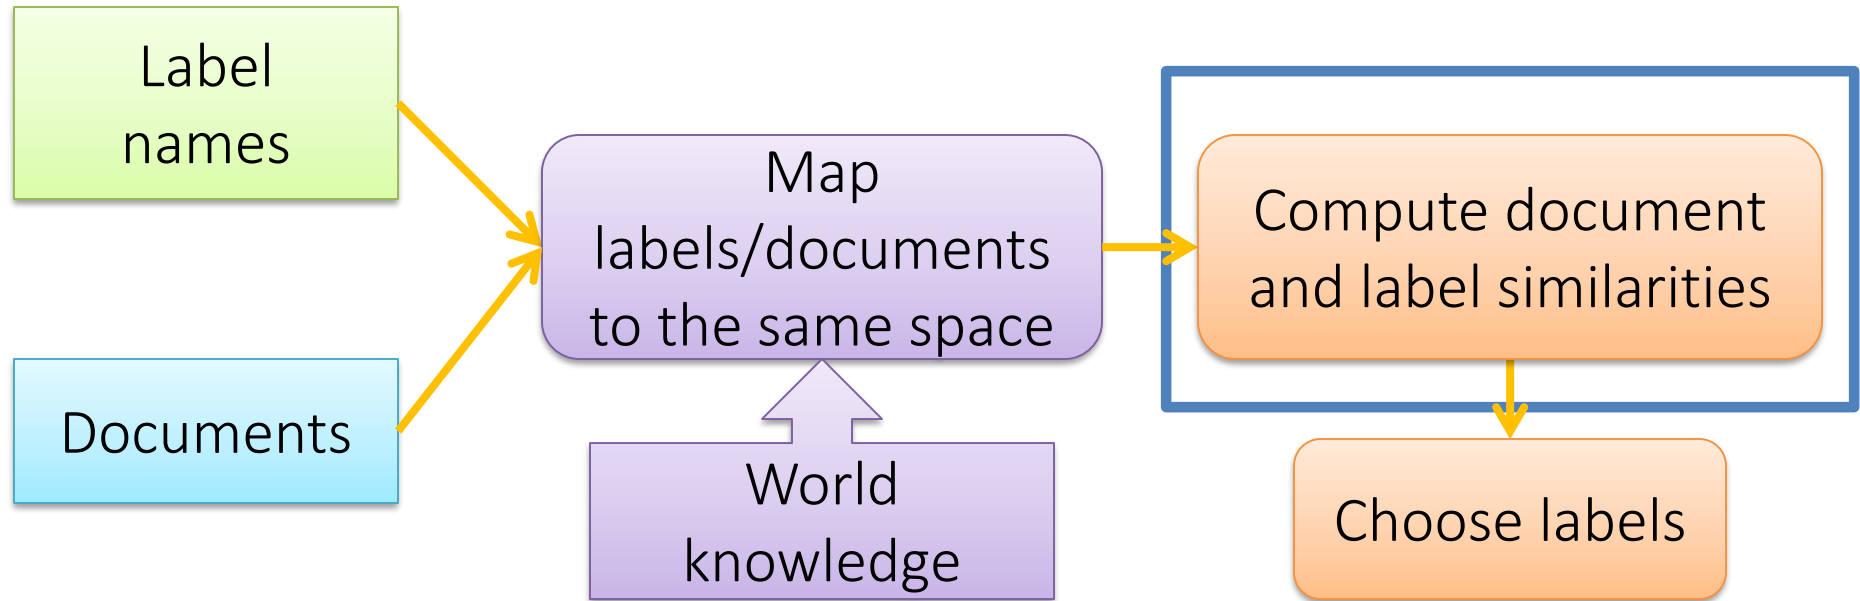 Label
names
Documents
Map
labels/documents
to the same space
World
knowledge
Compute document
and label similarities
Choose labels